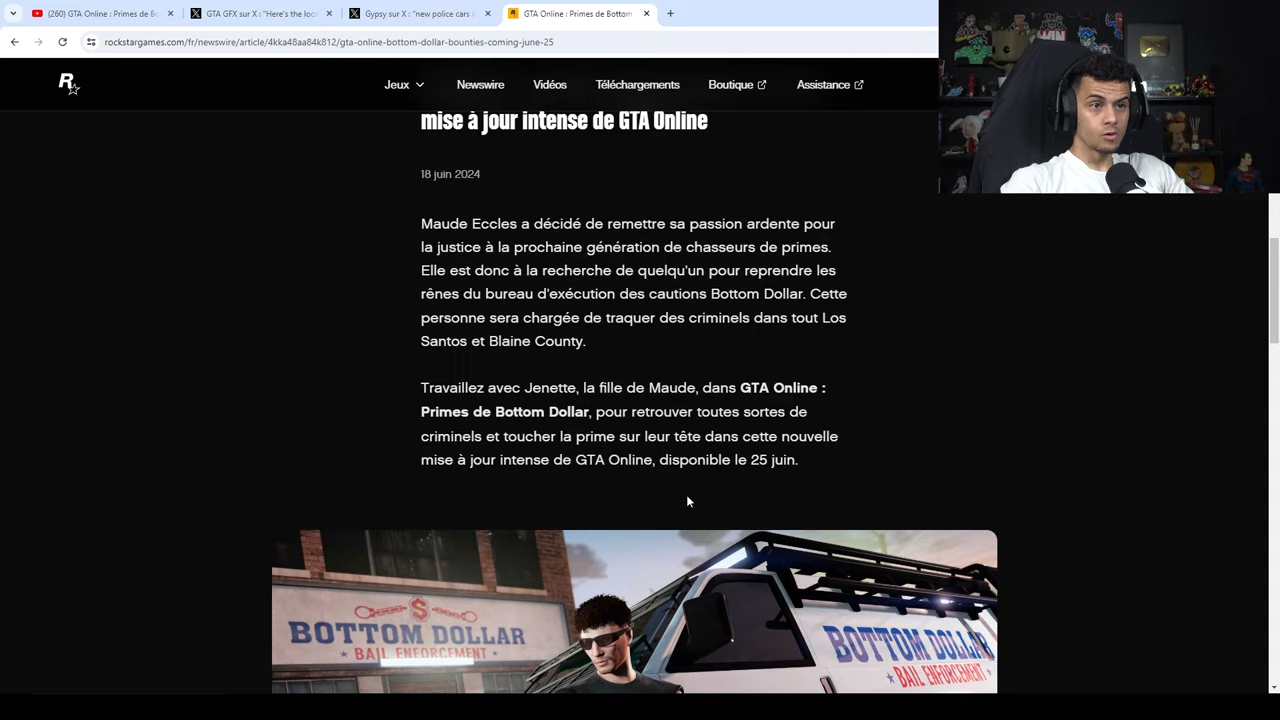 (260) GTA Online : Primes de Bo
GTA GFX sur X : "Here's the loca
Gypsy sur X : "new police cars i
GTA Online : Primes de Bottom
rockstargames.com/fr/newswire/article/4kka48aa84k812/gta-online-bottom-dollar-bounties-coming-june-25
R
Jeux
Newswire
Vidéos
Téléchargements
Boutique
Assistance
mise à jour intense de GTA Online
18 juin 2024
Maude Eccles a décidé de remettre sa passion ardente pour
la justice à la prochaine génération de chasseurs de primes.
Elle est donc à la recherche de quelqu'un pour reprendre les
rênes du bureau d'exécution des cautions Bottom Dollar. Cette
personne sera chargée de traquer des criminels dans tout Los
Santos et Blaine County.
Travaillez avec Jenette, la fille de Maude, dans GTA Online :
Primes de Bottom Dollar, pour retrouver toutes sortes de
criminels et toucher la prime sur leur tête dans cette nouvelle
mise à jour intense de GTA Online, disponible le 25 juin.
$
BOTTOM DOLLAR
BAIL ENFORCEMENT
BOTTOM DOLLAR
BAIL ENFORCEMENT